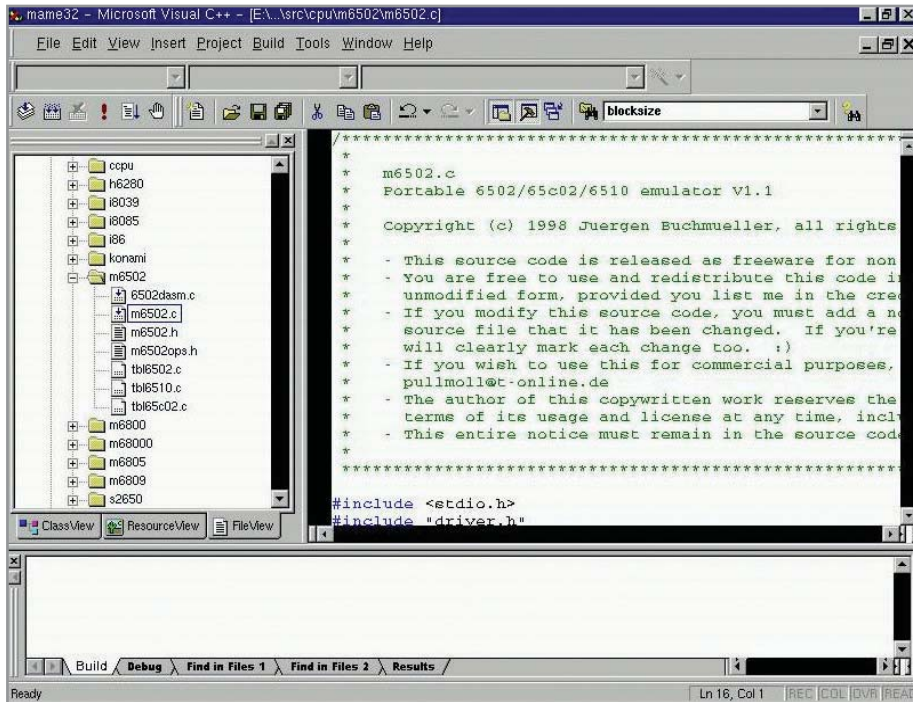 mame32 - Microsoft Visual C++ - [E:\...\src\cpu\m6502\m6502.c]
File Edit View Insert Project Build Tools Window Help
blocksize
ccpu
h6280
i8039
i8085
i86
konami
m6502
6502dasm.c
m6502.c
m6502.h
m6502ops.h
tbl6502.c
tbl6510.c
tbl65c02.c
m6800
m68000
m6805
m6809
s2650
ClassView ResourceView FileView
/*****************************************************************
*
* m6502.c
* Portable 6502/65c02/6510 emulator V1.1
*
* Copyright (c) 1998 Juergen Buchmueller, all rights
*
* - This source code is released as freeware for non
* - You are free to use and redistribute this code i
* unmodified form, provided you list me in the cre
* - If you modify this source code, you must add a n
* source file that it has been changed. If you're
* will clearly mark each change too. :)
* - If you wish to use this for commercial purposes,
* pullmoll@t-online.de
* - The author of this copywritten work reserves the
* terms of its usage and license at any time, incl
* - This entire notice must remain in the source cod
*
*****************************************************************
#include <stdio.h>
#include "driver.h"
Build Debug Find in Files 1 Find in Files 2 Results
Ready Ln 16, Col 1 REC COL OVR READ